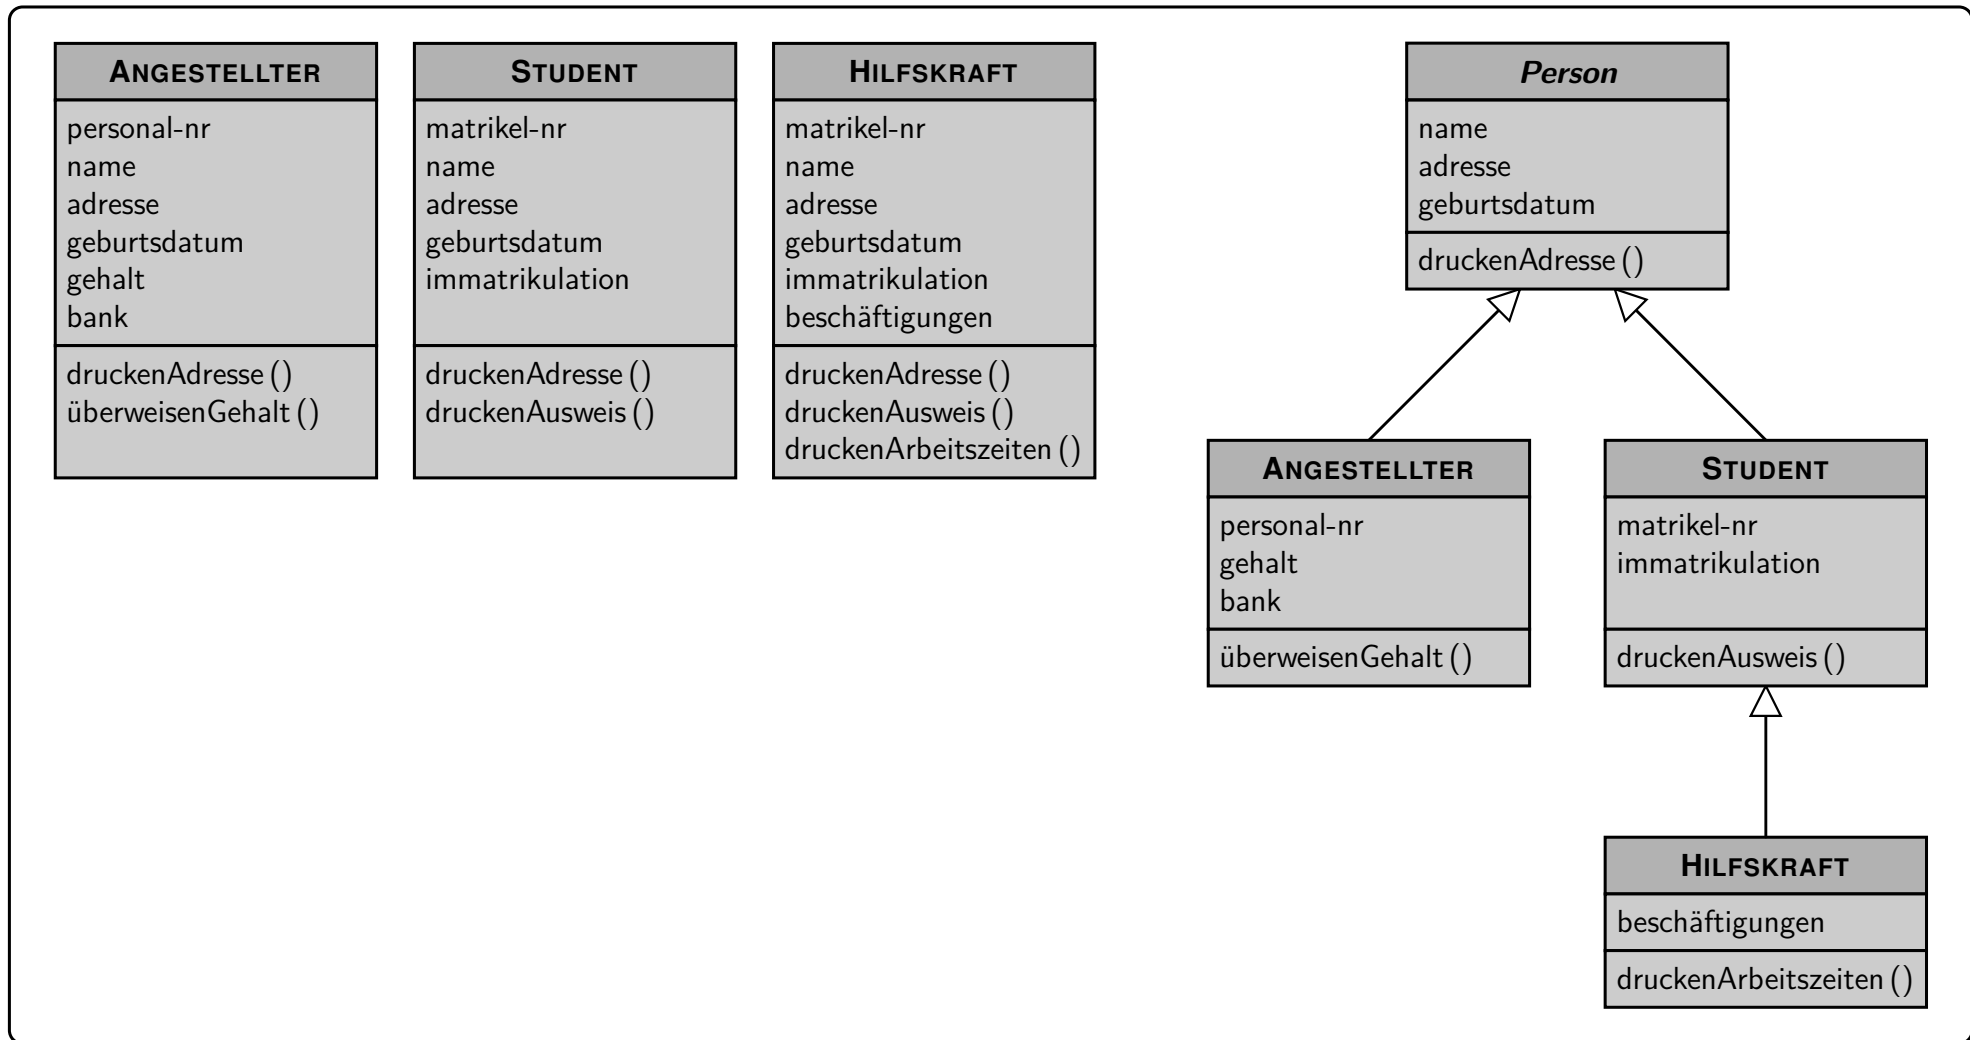 ANGESTELLTER
personal-nr
name
adresse
geburtsdatum
gehalt
bank
druckenAdresse ()
überweisenGehalt ()
STUDENT
matrikel-nr
name
adresse
geburtsdatum
immatrikulation
druckenAdresse ()
druckenAusweis ()
HILFSKRAFT
matrikel-nr
name
adresse
geburtsdatum
immatrikulation
beschäftigungen
druckenAdresse ()
druckenAusweis ()
druckenArbeitszeiten ()
Person
name
adresse
geburtsdatum
druckenAdresse ()
ANGESTELLTER
personal-nr
gehalt
bank
überweisenGehalt ()
STUDENT
matrikel-nr
immatrikulation
druckenAusweis ()
HILFSKRAFT
beschäftigungen
druckenArbeitszeiten ()